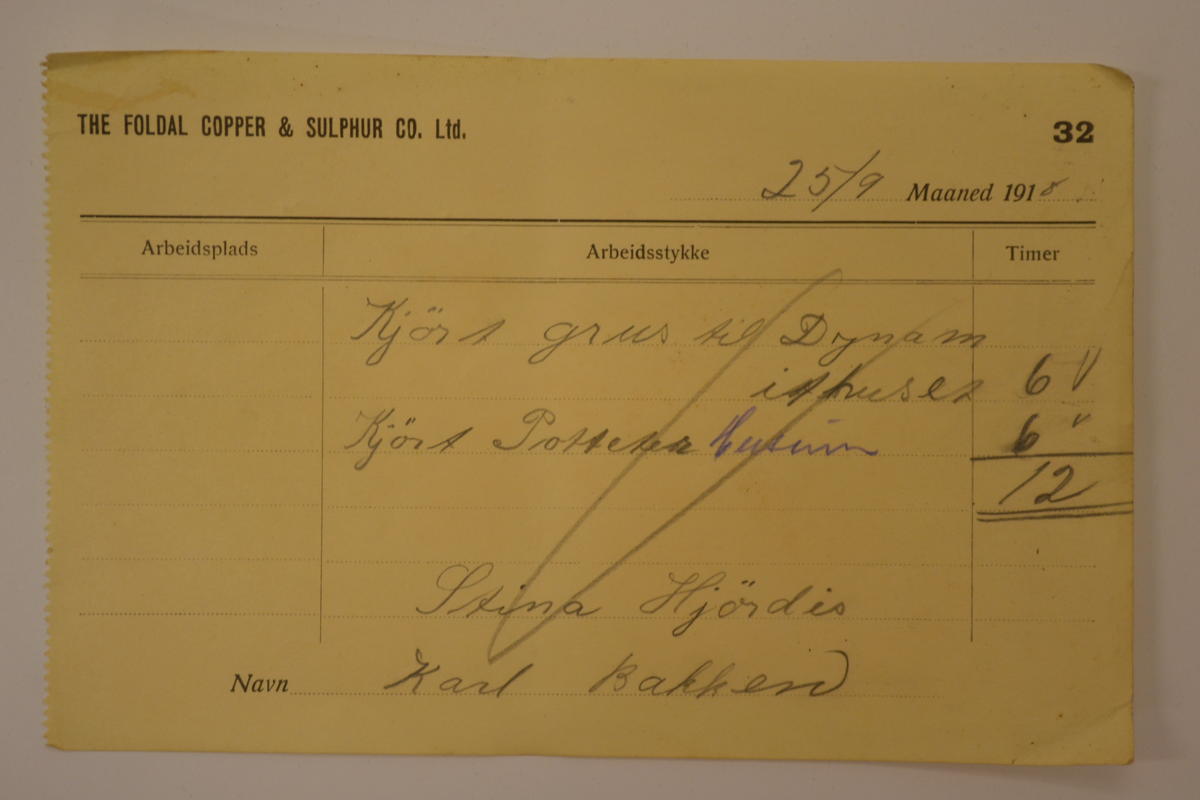 THE FOLDAL COPPER & SULPHUR CO. Ltd.
32
25/9 Maaned 1918
Arbeidsplads Arbeidsstykke Timer
Kjört grus til Dynam
ithuset 6 "
Kjört Potteter 6 "
12
Stina Hjördis
Navn Karl Bakken